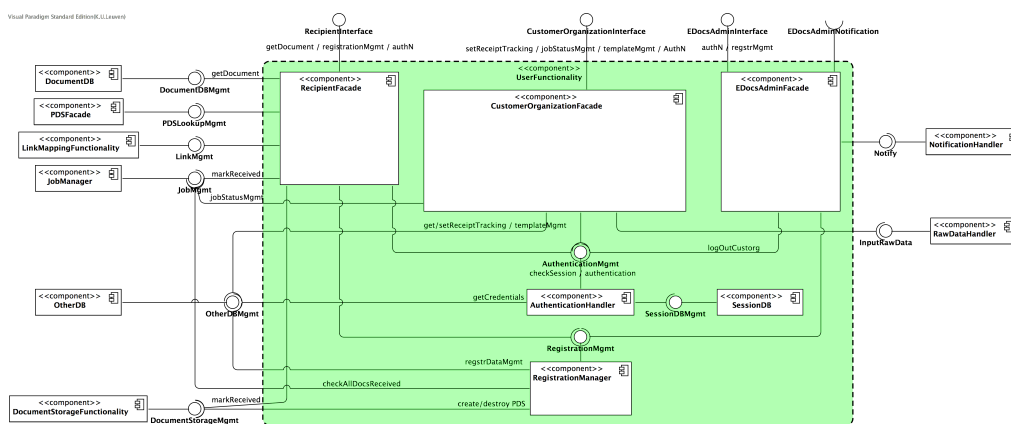 Visual Paradigm Standard Edition(K.U.Leuven)
RecipientInterface
CustomerOrganizationInterface
EDocsAdminInterface
EDocsAdminNotification
getDocument / registrationMgmt / authN
setReceiptTracking / jobStatusMgmt / templateMgmt / AuthN
authN / regstrMgmt
<<component>>
UserFunctionality
<<component>>
DocumentDB
getDocument
DocumentDBMgmt
<<component>>
RecipientFacade
<<component>>
CustomerOrganizationFacade
<<component>>
EDocsAdminFacade
<<component>>
PDSFacade
PDSLookupMgmt
<<component>>
LinkMappingFunctionality
LinkMgmt
<<component>>
NotificationHandler
Notify
<<component>>
JobManager
markReceived
JobMgmt
jobStatusMgmt
get/setReceiptTracking / templateMgmt
<<component>>
RawDataHandler
InputRawData
logOutCustorg
AuthenticationMgmt
checkSession / authentication
<<component>>
OtherDB
OtherDBMgmt
getCredentials
<<component>>
AuthenticationHandler
SessionDBMgmt
<<component>>
SessionDB
RegistrationMgmt
regstrDataMgmt
<<component>>
RegistrationManager
checkAllDocsReceived
markReceived
create/destroy PDS
<<component>>
DocumentStorageFunctionality
DocumentStorageMgmt